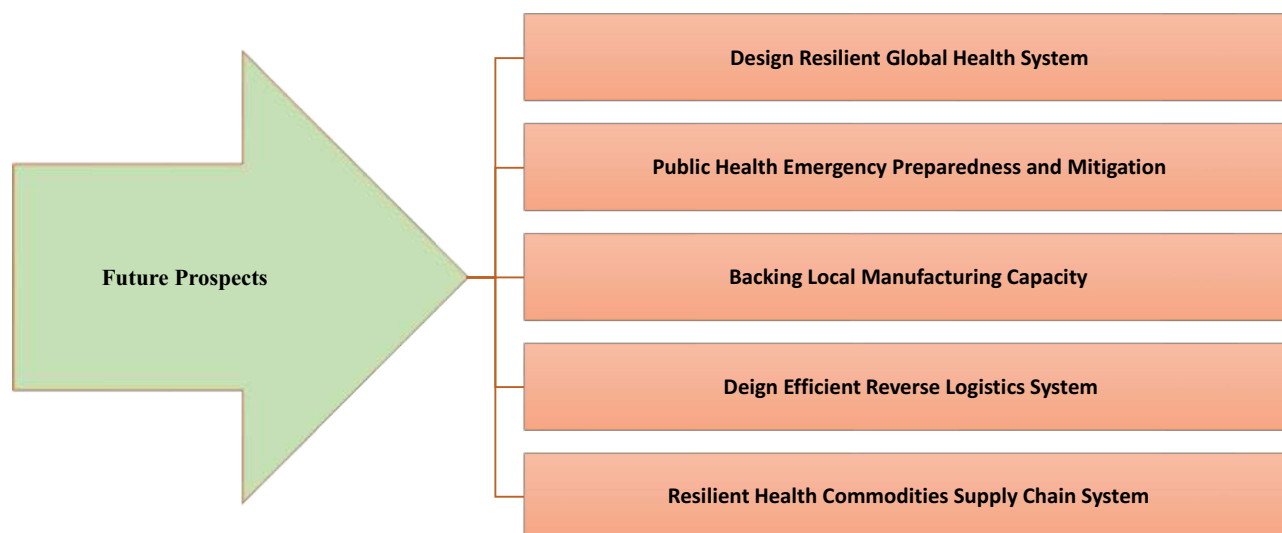 Future Prospects
Design Resilient Global Health System
Public Health Emergency Preparedness and Mitigation
Backing Local Manufacturing Capacity
Deign Efficient Reverse Logistics System
Resilient Health Commodities Supply Chain System